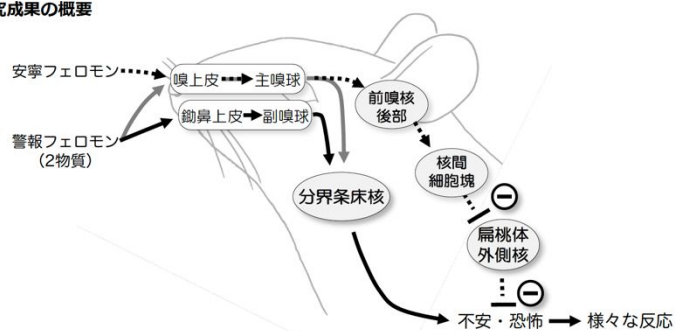 究成果の概要
安寧フェロモン
嗅上皮
主嗅球
前嗅核
後部
鋤鼻上皮
副嗅球
警報フェロモン
(2物質)
核間
細胞塊
分界条床核
扁桃体
外側核
不安・恐怖
様々な反応